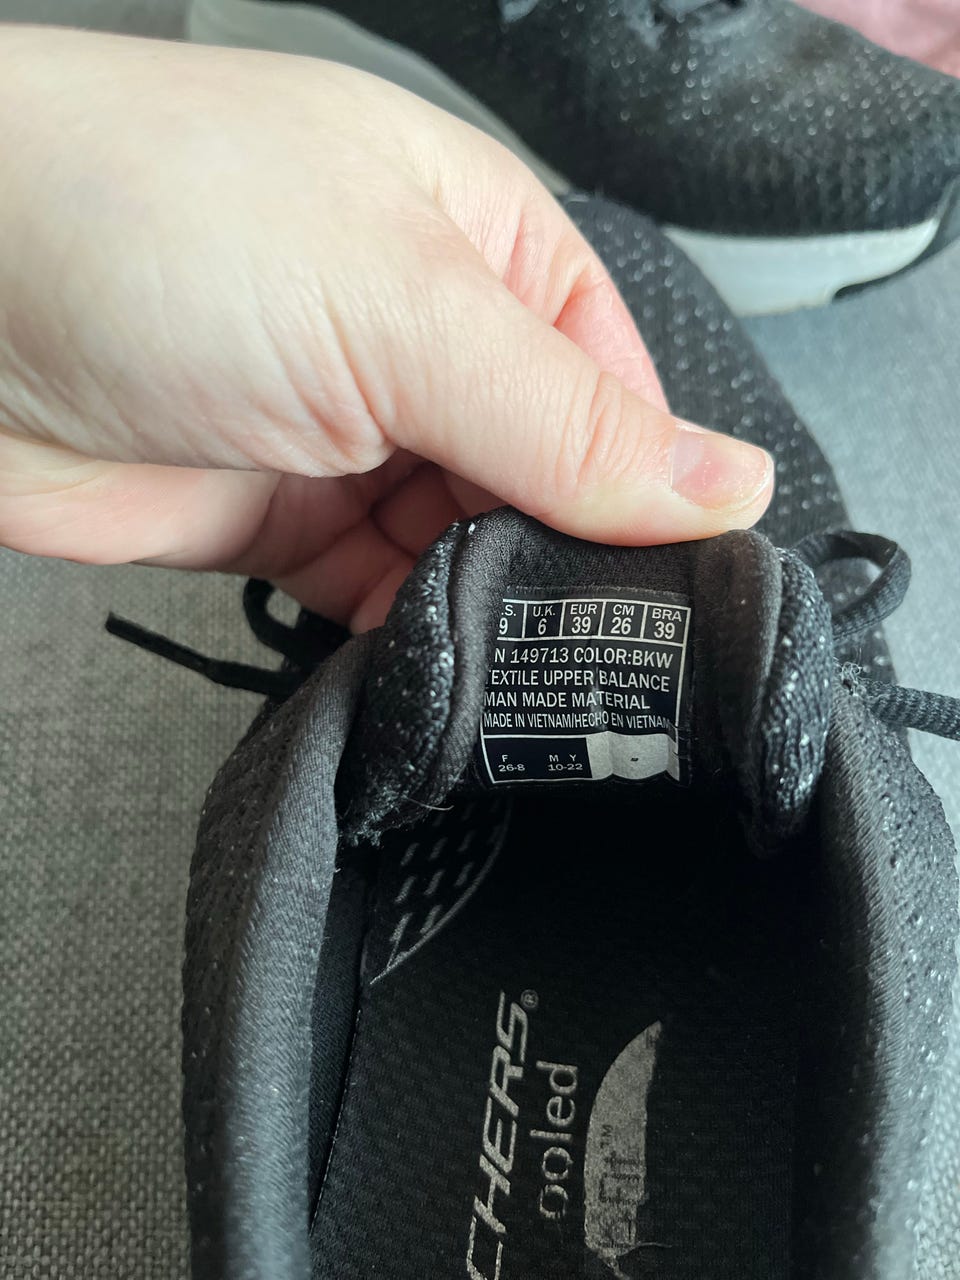 .S. U.K. EUR CM BRA
9 6 39 26 39
N 149713 COLOR:BKW
EXTILE UPPER BALANCE
MAN MADE MATERIAL
MADE IN VIETNAM/HECHO EN VIETNAM
F M Y
26-8 10-22
CHERS®
ooled